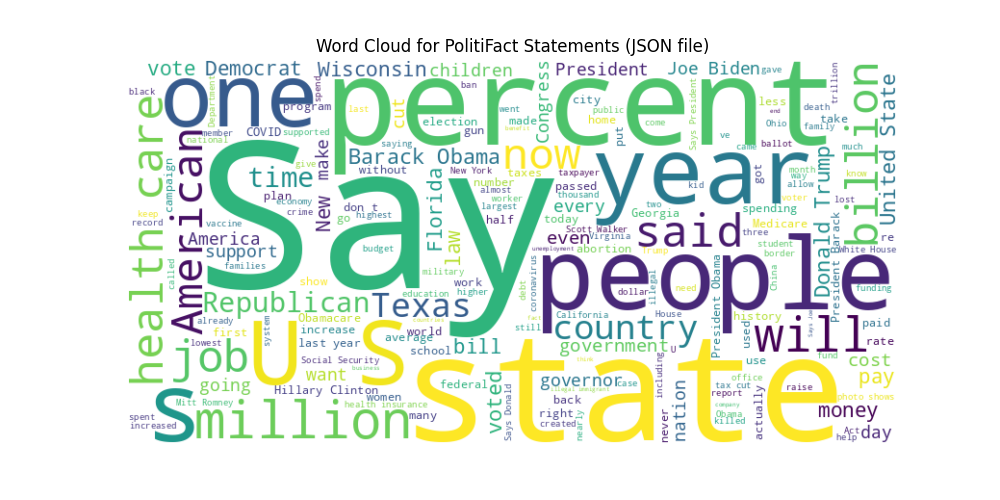 Word Cloud for PolitiFact Statements (JSON file)
vote
Democrat
Wisconsin
children
President
Joe Biden
gave
black
one
percent
spend
program
Department
cut
last
ban
went
made
congress
city
public
home
come
put
Says President
less
death
Ohio
take
family
trillion
billion
United State
healthcare
American
member
national
COVID
supported
election
gun
saying
benefit
ve
came
ballot
end
much
Say
make
Barack Obama
now
year
campaign
time
give
without
taxes
New York
taxpayer
number
almost
worker
passed
thousand
kid
got
month
way
allow
know
Donald Trump
plan
economy
crime
New
don t
go
highest
Florida
law
half
today
every
two
Georgia
spending
voter
Medicare
lost
keep
record
vaccine
America
support
families
largest
even
Scott Walker
Virginia
said
abortion
three
student
border
re
White House
President Barack
called
show
budget
military
education
work
higher
unemployment
people
coronavirus
debt
dollar
illegal
Trump
need
President Obama
China
funding
Republican
Texas
still
California
House
history
already
first
Obamacare
increase
world
country
will
used
paid
rate
Says Joe
lowest
system
last year
average
school
bill
fact
government
U
job
U S
Social Security
business
want
think
use
fund
cost
going
Hillary Clinton
women
federal
voted
governor
case
illegal immigrant
including
nation
tax cut
office
report
raise
pay
photo shows
Mitt Romney
health insurance
back
right
created
nearly
never
company
Obama
killed
actually
money
spent
increased
s
million
many
Says Donald
state
Act
help
day